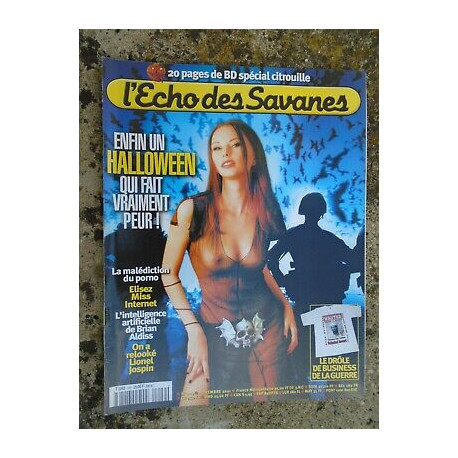 20 pages de BD spécial citrouille
l'Echo des Savanes
ENFIN UN
HALLOWEEN
QUI FAIT
VRAIMENT
PEUR !
La malédiction
du porno
Elisez
Miss
Internet
L'intelligence
artificielle
de Brian
Aldiss
On a
relooké
Lionel
Jospin
LE DRÔLE
DE BUSINESS
DE LA GUERRE